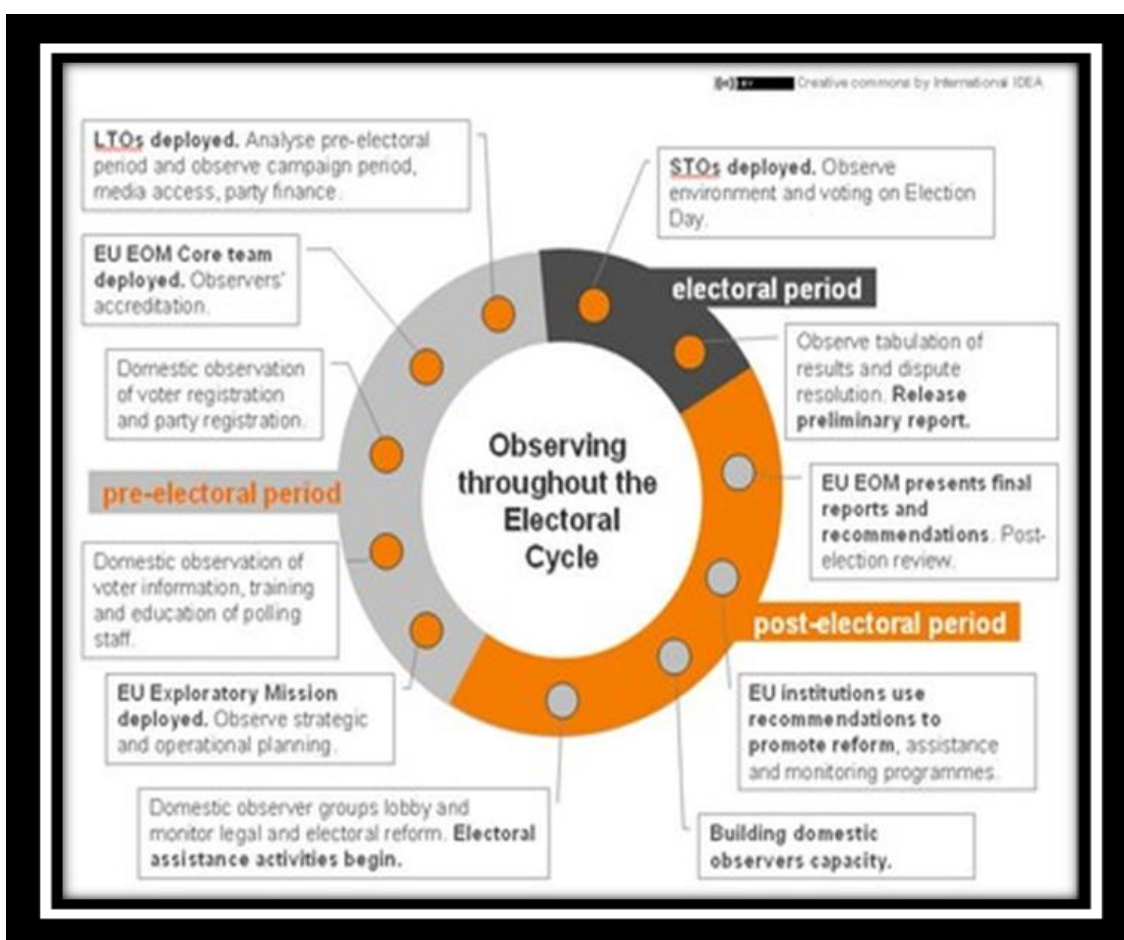 Creative commons by International IDEA
LTOs deployed. Analyse pre-electoral
period and observe campaign period,
media access, party finance.
STOs deployed. Observe
environment and voting on Election
Day.
EU EOM Core team
deployed. Observers'
accreditation.
electoral period
Observe tabulation of
results and dispute
resolution. Release
preliminary report.
Domestic observation
of voter registration
and party registration.
Observing
throughout the
Electoral
Cycle
pre-electoral period
EU EOM presents final
reports and
recommendations. Post-
election review.
Domestic observation of
voter information, training
and education of polling
staff.
post-electoral period
EU Exploratory Mission
deployed. Observe strategic
and operational planning.
EU institutions use
recommendations to
promote reform, assistance
and monitoring programmes.
Domestic observer groups lobby and
monitor legal and electoral reform. Electoral
assistance activities begin.
Building domestic
observers capacity.